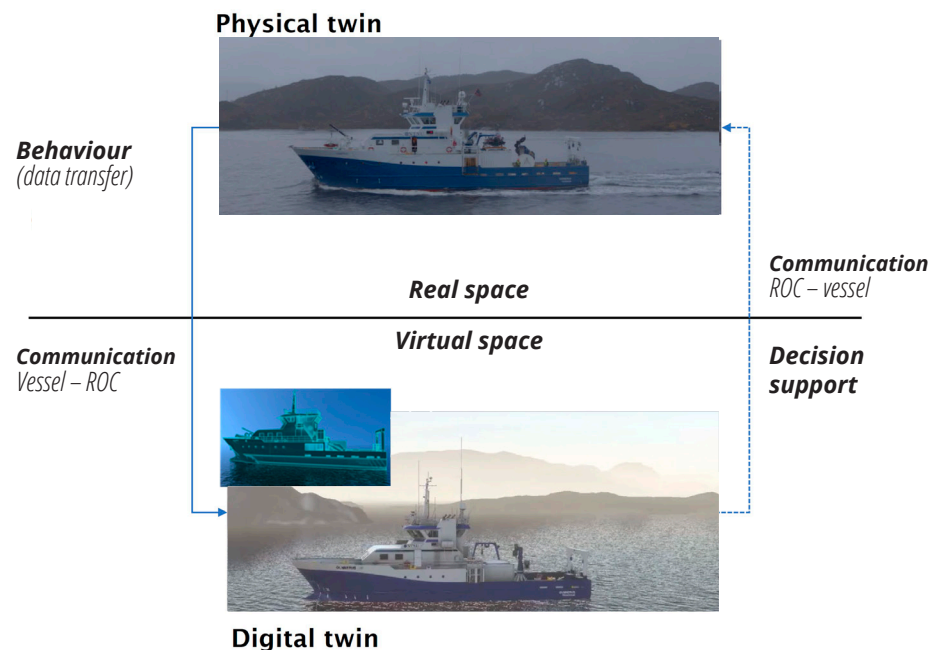 Physical twin
Behaviour
(data transfer)
Communication
ROC – vessel
Real space
Virtual space
Communication
Vessel – ROC
Decision
support
Digital twin